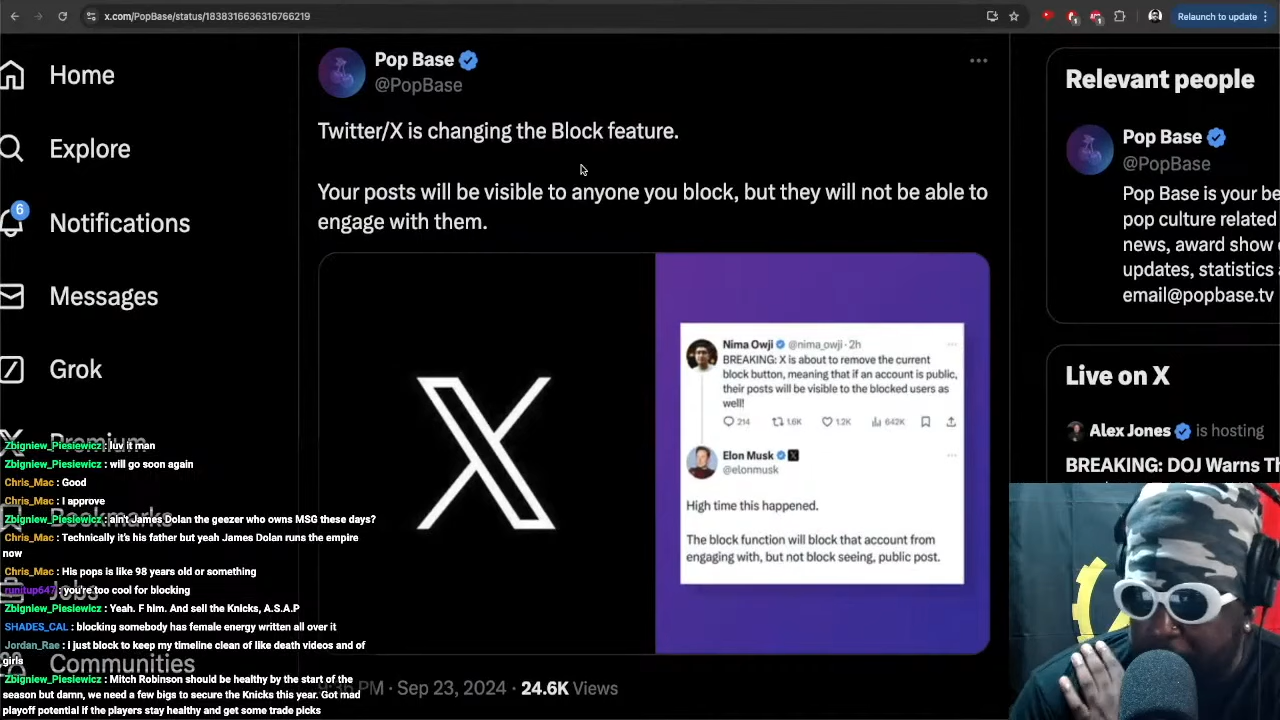 x.com/PopBase/status/1838316636316766219
Relaunch to update
Home
Explore
6
Notifications
Messages
Grok
Premium
Bookmarks
Jobs
Communities
Pop Base
@PopBase
Twitter/X is changing the Block feature.
Your posts will be visible to anyone you block, but they will not be able to
engage with them.
Nima Owji @nima_owji · 2h
BREAKING: X is about to remove the current
block button, meaning that if an account is public,
their posts will be visible to the blocked users as
well!
214 1.6K 1.2K 642K
Elon Musk
@elonmusk
High time this happened.
The block function will block that account from
engaging with, but not block seeing, public post.
PM · Sep 23, 2024 · 24.6K Views
Relevant people
Pop Base
@PopBase
Pop Base is your be
pop culture related
news, award show
updates, statistics
email@popbase.tv
Live on X
Alex Jones is hosting
BREAKING: DOJ Warns Th
Zbigniew_Piesiewicz : luv it man
Zbigniew_Piesiewicz : will go soon again
Chris_Mac : Good
Chris_Mac : I approve
Zbigniew_Piesiewicz : ain't James Dolan the geezer who owns MSG these days?
Chris_Mac : Technically it's his father but yeah James Dolan runs the empire
now
Chris_Mac : His pops is like 98 years old or something
runitup647 : you're too cool for blocking
Zbigniew_Piesiewicz : Yeah. F him. And sell the Knicks, A.S.A.P
SHADES_CAL : blocking somebody has female energy written all over it
Jordan_Rae : i just block to keep my timeline clean of like death videos and of
girls
Zbigniew_Piesiewicz : Mitch Robinson should be healthy by the start of the
season but damn, we need a few bigs to secure the Knicks this year. Got mad
playoff potential if the players stay healthy and get some trade picks